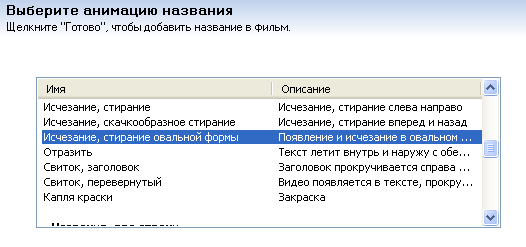 Выберите анимацию названия
Щелкните "Готово", чтобы добавить название в фильм.
Имя Описание
Исчезание, стирание Исчезание, стирание слева направо
Исчезание, скачкообразное стирание Исчезание, стирание вперед и назад
Исчезание, стирание овальной формы Появление и исчезание в овальном ...
Отразить Текст летит внутрь и наружу с обе...
Свиток, заголовок Заголовок прокручивается справа ...
Свиток, перевернутый Видео появляется в тексте, прокру...
Капля краски Закраска